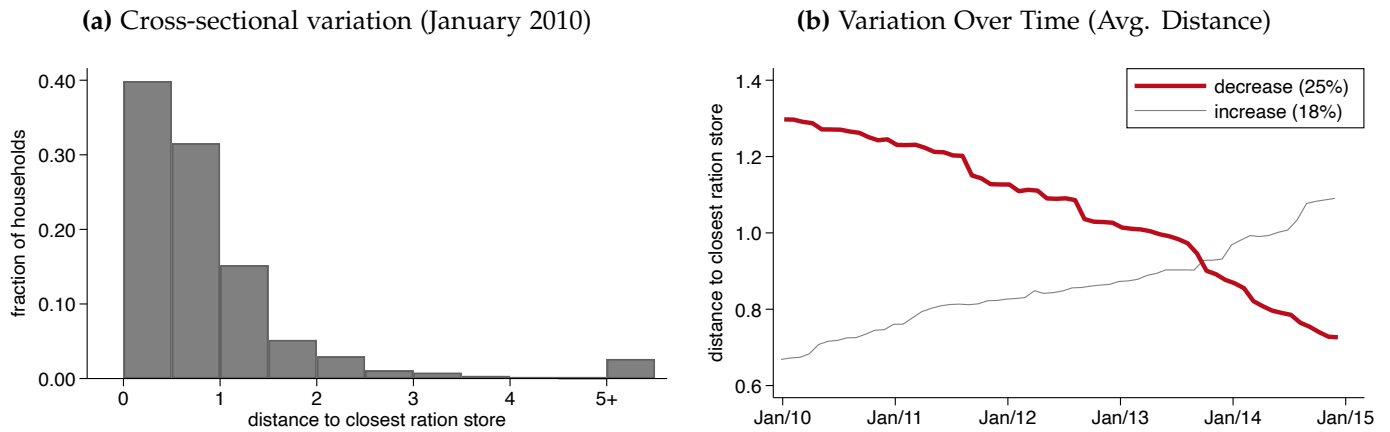 (a) Cross-sectional variation (January 2010)
fraction of households
0.40
0.30
0.20
0.10
0.00
0 1 2 3 4 5+
distance to closest ration store
(b) Variation Over Time (Avg. Distance)
distance to closest ration store
1.4
1.2
1.0
0.8
0.6
decrease (25%)
increase (18%)
Jan/10 Jan/11 Jan/12 Jan/13 Jan/14 Jan/15